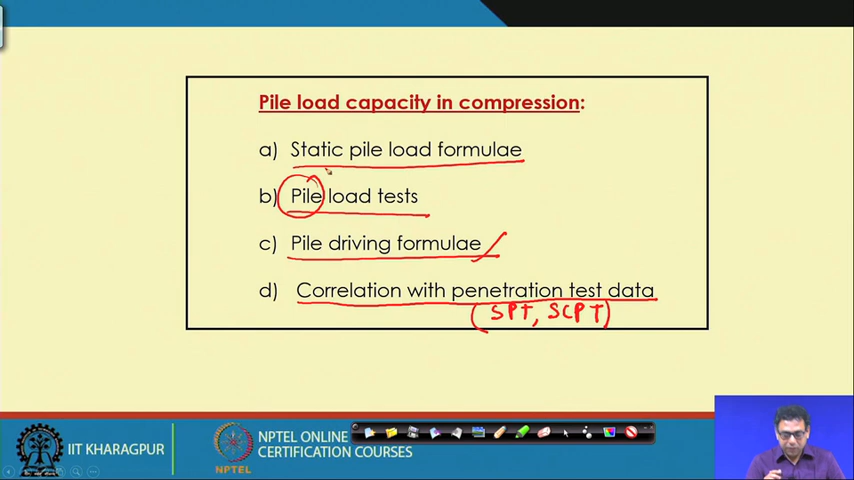 Pile load capacity in compression:
a) Static pile load formulae
b) Pile load tests
c) Pile driving formulae
d) Correlation with penetration test data
(SPT, SCPT)
IIT KHARAGPUR
NPTEL
NPTEL ONLINE
CERTIFICATION COURSES